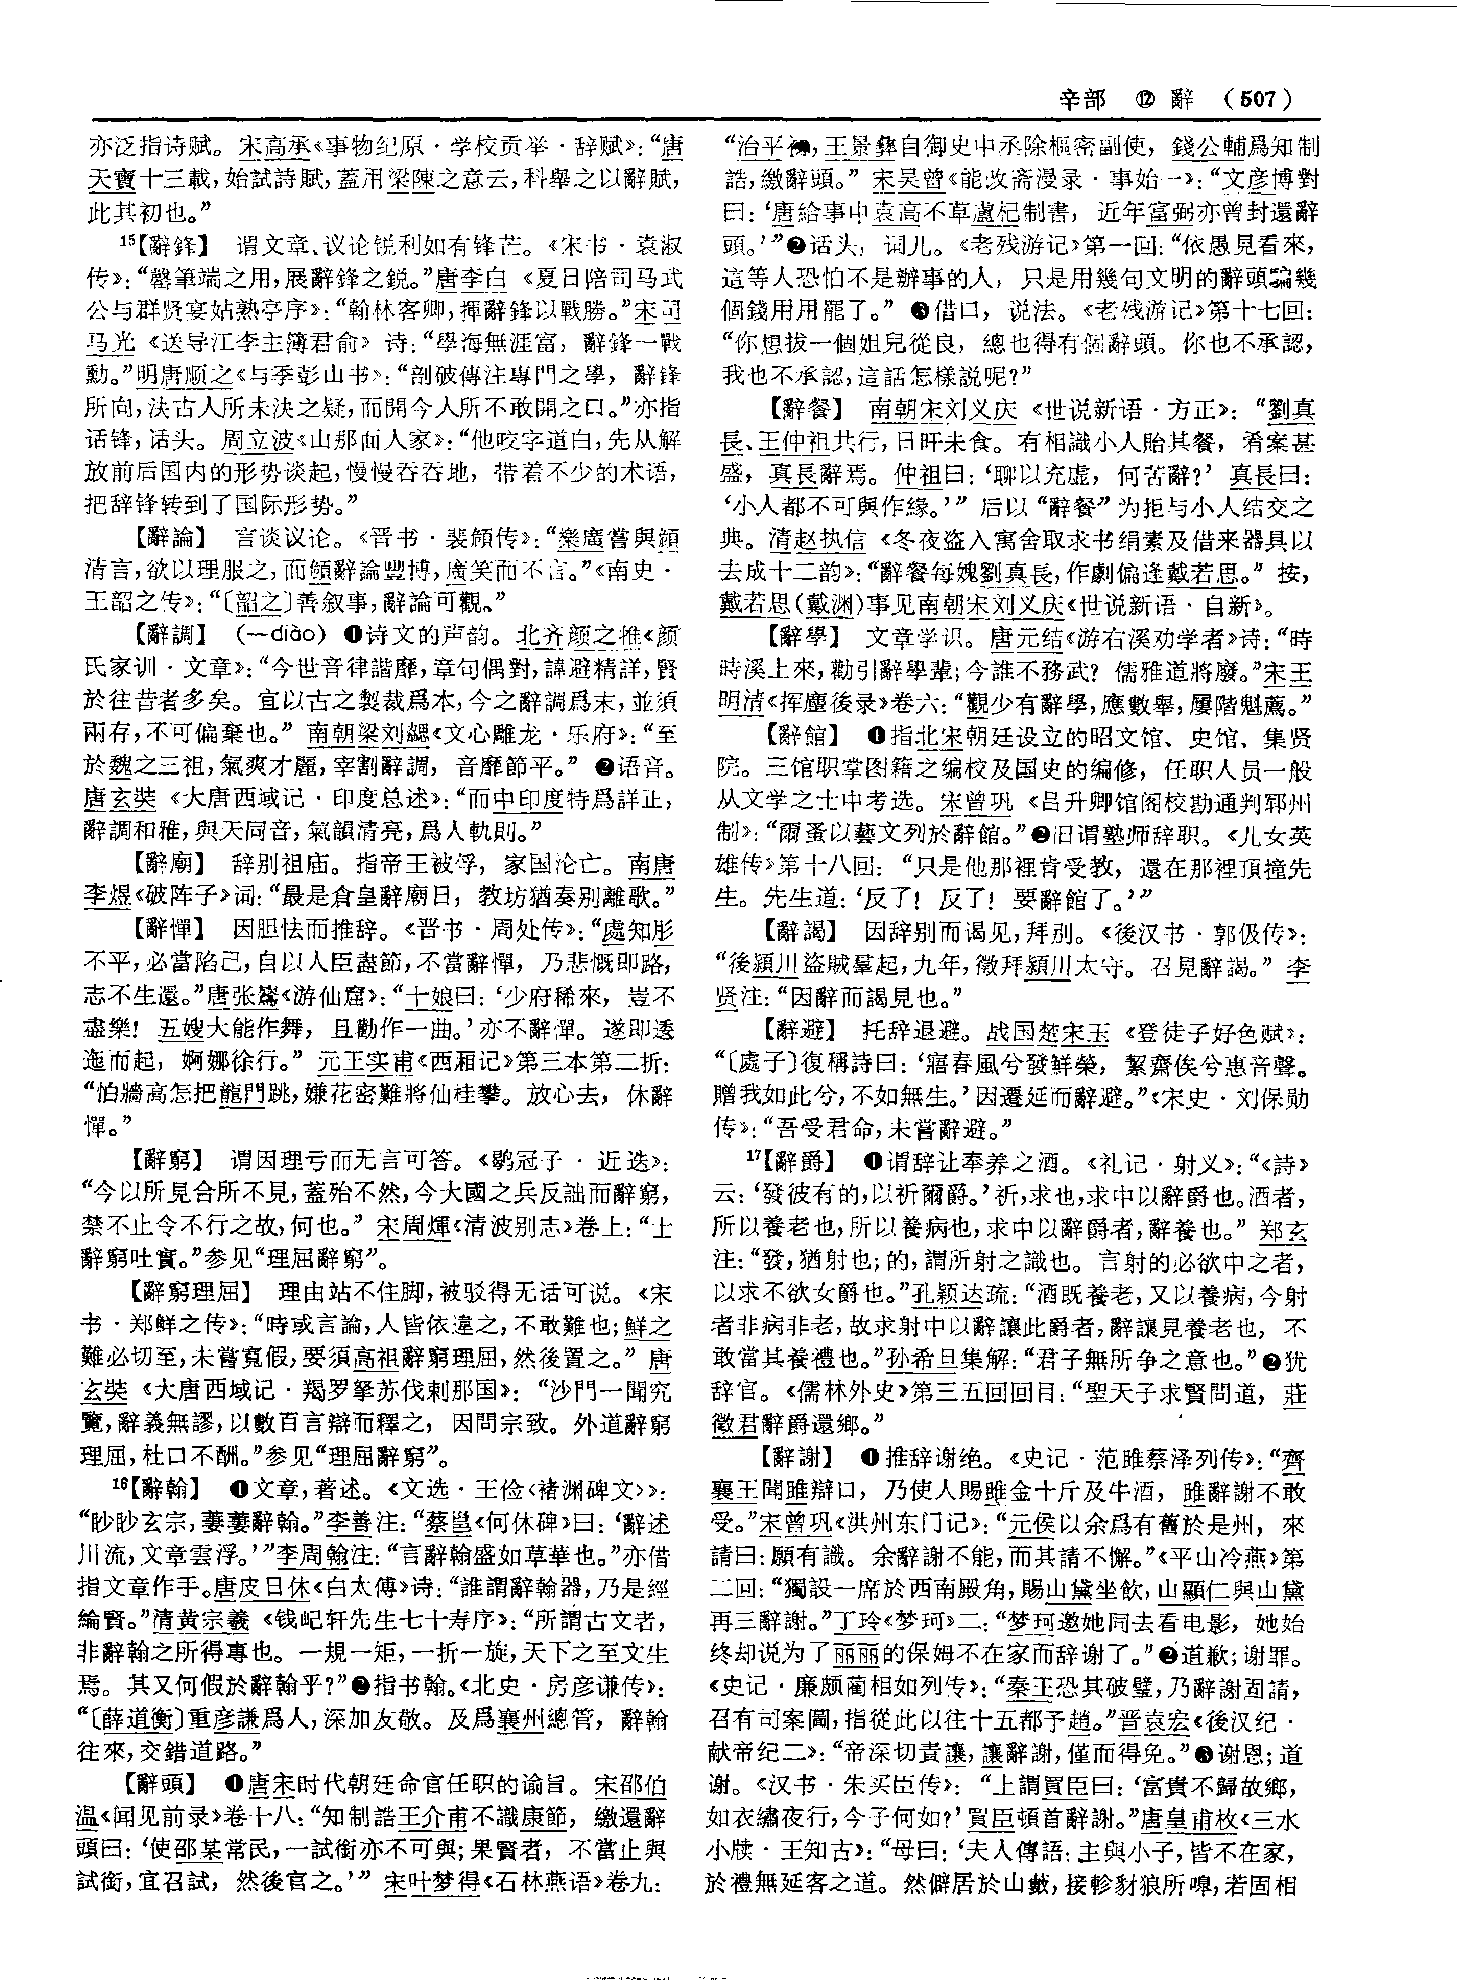 辛部 ⑫ 辭 （507）
亦泛指诗赋。宋高承《事物纪原·学校贡举·辞赋》：“唐
天寶十三載，始試詩賦，蓋用梁陳之意云，科舉之以辭賦，
此其初也。”
15【辭鋒】 谓文章、议论锐利如有锋芒。《宋书·袁淑
传》：“罄筆端之用，展辭鋒之鋭。”唐李白《夏日陪司马武
公与群贤宴姑熟亭序》：“翰林客卿，揮辭鋒以戰勝。”宋司
马光《送导江李主簿君俞》诗：“學海無涯富，辭鋒一戰
勳。”明唐顺之《与季彭山书》：“剖破傳注專門之學，辭鋒
所向，決古人所未決之疑，而開今人所不敢開之口。”亦指
话锋，话头。周立波《山那面人家》：“他咬字道白，先从解
放前后国内的形势谈起，慢慢吞吞地，带着不少的术语，
把辞锋转到了国际形势。”
【辭論】 言谈议论。《晋书·裴頠传》：“樂廣嘗與頠
清言，欲以理服之，而頠辭論豐博，廣笑而不言。”《南史·
王韶之传》：“〔韶之〕善叙事，辭論可觀。”
【辭調】 （—diào）❶诗文的声韵。北齐颜之推《颜
氏家训·文章》：“今世音律諧靡，章句偶對，諱避精詳，賢
於往昔者多矣。宜以古之製裁爲本，今之辭調爲末，並須
兩存，不可偏棄也。”南朝梁刘勰《文心雕龙·乐府》：“至
於魏之三祖，氣爽才麗，宰割辭調，音靡節平。”❷语音。
唐玄奘《大唐西域记·印度总述》：“而中印度特爲詳正，
辭調和雅，與天同音，氣韻清亮，爲人軌則。”
【辭廟】 辞别祖庙。指帝王被俘，家国沦亡。南唐
李煜《破阵子》词：“最是倉皇辭廟日，教坊猶奏别離歌。”
【辭憚】 因胆怯而推辞。《晋书·周处传》：“處知肜
不平，必當陷己，自以人臣盡節，不當辭憚，乃悲慨即路，
志不生還。”唐张鷟《游仙窟》：“十娘曰：‘少府稀來，豈不
盡樂！五嫂大能作舞，且勸作一曲。’亦不辭憚。遂即逶
迤而起，婀娜徐行。”元王实甫《西厢记》第三本第二折：
“怕牆高怎把龍門跳，嫌花密難將仙桂攀。放心去，休辭
憚。”
【辭窮】 谓因理亏而无言可答。《鹖冠子·近迭》：
“今以所見合所不見，蓋殆不然，今大國之兵反詘而辭窮，
禁不止令不行之故，何也。”宋周煇《清波别志》卷上：“士
辭窮吐實。”参见“理屈辭窮”。
【辭窮理屈】 理由站不住脚，被驳得无话可说。《宋
书·郑鲜之传》：“時或言論，人皆依違之，不敢難也；鮮之
難必切至，未嘗寬假，要須高祖辭窮理屈，然後置之。”唐
玄奘《大唐西域记·羯罗拏苏伐剌那国》：“沙門一聞究
覽，辭義無謬，以數百言辯而釋之，因問宗致。外道辭窮
理屈，杜口不酬。”参见“理屈辭窮”。
16【辭翰】 ❶文章，著述。《文选·王俭〈褚渊碑文〉》：
“眇眇玄宗，萋萋辭翰。”李善注：“蔡邕《何休碑》曰：‘辭述
川流，文章雲浮。’”李周翰注：“言辭翰盛如草華也。”亦借
指文章作手。唐皮日休《白太傅》诗：“誰謂辭翰器，乃是經
綸賢。”清黄宗羲《钱屺轩先生七十寿序》：“所謂古文者，
非辭翰之所得專也。一規一矩，一折一旋，天下之至文生
焉。其又何假於辭翰乎？”❷指书翰。《北史·房彦谦传》：
“〔薛道衡〕重彦謙爲人，深加友敬。及爲襄州總管，辭翰
往來，交錯道路。”
【辭頭】 ❶唐宋时代朝廷命官任职的谕旨。宋邵伯
温《闻见前录》卷十八：“知制誥王介甫不識康節，繳還辭
頭曰：‘使邵某常民，一試銜亦不可與；果賢者，不當止與
試銜，宜召試，然後官之。’”宋叶梦得《石林燕语》卷九：
“治平初，王景彝自御史中丞除樞密副使，錢公輔爲知制
誥，繳辭頭。”宋吴曾《能改斋漫录·事始一》：“文彦博對
曰：‘唐給事中袁高不草盧杞制書，近年富弼亦曾封還辭
頭。’”❷话头，词儿。《老残游记》第一回：“依愚見看來，
這等人恐怕不是辦事的人，只是用幾句文明的辭頭騙幾
個錢用用罷了。”❸借口，说法。《老残游记》第十七回：
“你想拔一個姐兒從良，總也得有個辭頭。你也不承認，
我也不承認，這話怎樣説呢？”
【辭餐】 南朝宋刘义庆《世说新语·方正》：“劉真
長、王仲祖共行，日旰未食。有相識小人貽其餐，肴案甚
盛，真長辭焉。仲祖曰：‘聊以充虚，何苦辭？’真長曰：
‘小人都不可與作緣。’”后以“辭餐”为拒与小人结交之
典。清赵执信《冬夜盗入寓舍取求书绢素及借来器具以
去成十二韵》：“辭餐每媿劉真長，作劇偏逢戴若思。”按，
戴若思（戴渊）事见南朝宋刘义庆《世说新语·自新》。
【辭學】 文章学识。唐元结《游右溪劝学者》诗：“時
時溪上來，勸引辭學輩；今誰不務武？儒雅道將廢。”宋王
明清《挥麈後录》卷六：“觀少有辭學，應數舉，屢階魁薦。”
【辭館】 ❶指北宋朝廷设立的昭文馆、史馆、集贤
院。三馆职掌图籍之编校及国史的编修，任职人员一般
从文学之士中考选。宋曾巩《吕升卿馆阁校勘通判郓州
制》：“爾蚤以藝文列於辭館。”❷旧谓塾师辞职。《儿女英
雄传》第十八回：“只是他那裡肯受教，還在那裡頂撞先
生。先生道：‘反了！反了！要辭館了。’”
【辭謁】 因辞别而谒见，拜别。《後汉书·郭伋传》：
“後潁川盜賊羣起，九年，徵拜潁川太守。召見辭謁。”李
贤注：“因辭而謁見也。”
【辭避】 托辞退避。战国楚宋玉《登徒子好色赋》：
“〔處子〕復稱詩曰：‘寤春風兮發鮮榮，絜齋俟兮惠音聲。
贈我如此兮，不如無生。’因遷延而辭避。”《宋史·刘保勋
传》：“吾受君命，未嘗辭避。”
17【辭爵】 ❶谓辞让奉养之酒。《礼记·射义》：“《詩》
云：‘發彼有的，以祈爾爵。’祈，求也，求中以辭爵也。酒者，
所以養老也，所以養病也，求中以辭爵者，辭養也。”郑玄
注：“發，猶射也；的，謂所射之識也。言射的必欲中之者，
以求不飲女爵也。”孔颖达疏：“酒既養老，又以養病，今射
者非病非老，故求射中以辭讓此爵者，辭讓見養老也，不
敢當其養禮也。”孙希旦集解：“君子無所争之意也。”❷犹
辞官。《儒林外史》第三五回回目：“聖天子求賢問道，莊
徵君辭爵還鄉。”
【辭謝】 ❶推辞谢绝。《史记·范雎蔡泽列传》：“齊
襄王聞雎辯口，乃使人賜雎金十斤及牛酒，雎辭謝不敢
受。”宋曾巩《洪州东门记》：“元侯以余爲有舊於是州，來
請曰：願有識。余辭謝不能，而其請不懈。”《平山冷燕》第
二回：“獨設一席於西南殿角，賜山黛坐飲，山顯仁與山黛
再三辭謝。”丁玲《梦珂》二：“梦珂邀她同去看电影，她始
终却说为了丽丽的保姆不在家而辞谢了。”❷道歉；谢罪。
《史记·廉颇蔺相如列传》：“秦王恐其破璧，乃辭謝固請，
召有司案圖，指從此以往十五都予趙。”晋袁宏《後汉纪·
献帝纪二》：“帝深切責讓，讓辭謝，僅而得免。”❸谢恩；道
谢。《汉书·朱买臣传》：“上謂買臣曰：‘富貴不歸故鄉，
如衣繡夜行，今子何如？’買臣頓首辭謝。”唐皇甫枚《三水
小牍·王知古》：“母曰：‘夫人傳語：主與小子，皆不在家，
於禮無延客之道。然僻居於山藪，接軫豺狼所嘷，若固相